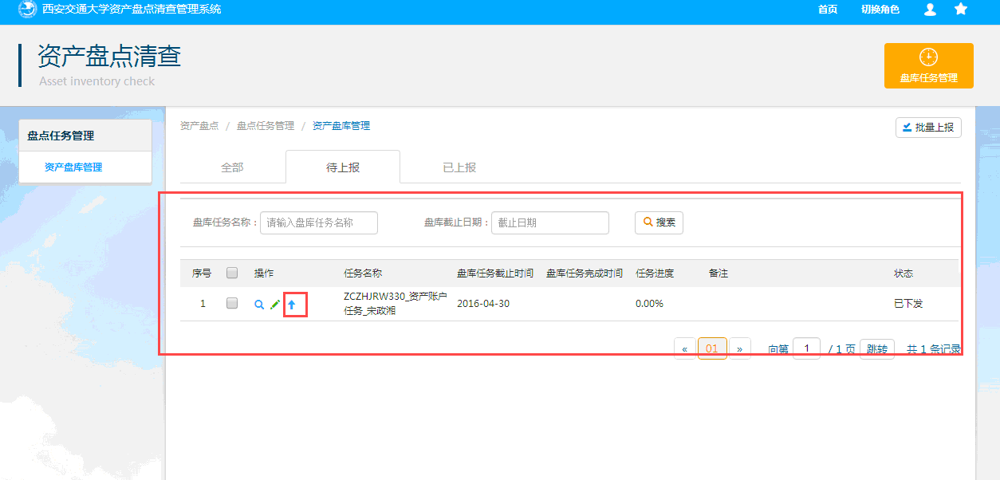 西安交通大学资产盘点清查管理系统 首页 切换角色
资产盘点清查
Asset inventory check
盘库任务管理
盘点任务管理
资产盘库管理
资产盘点 / 盘点任务管理 / 资产盘库管理
批量上报
全部 待上报 已上报
盘库任务名称： 请输入盘库任务名称 盘库截止日期： 截止日期 搜索
序号 操作 任务名称 盘库任务截止时间 盘库任务完成时间 任务进度 备注 状态
1 ZCZHJRW330_资产账户任务_宋政湘 2016-04-30 0.00% 已下发
« 01 » 向第 1 / 1 页 跳转 共 1 条记录